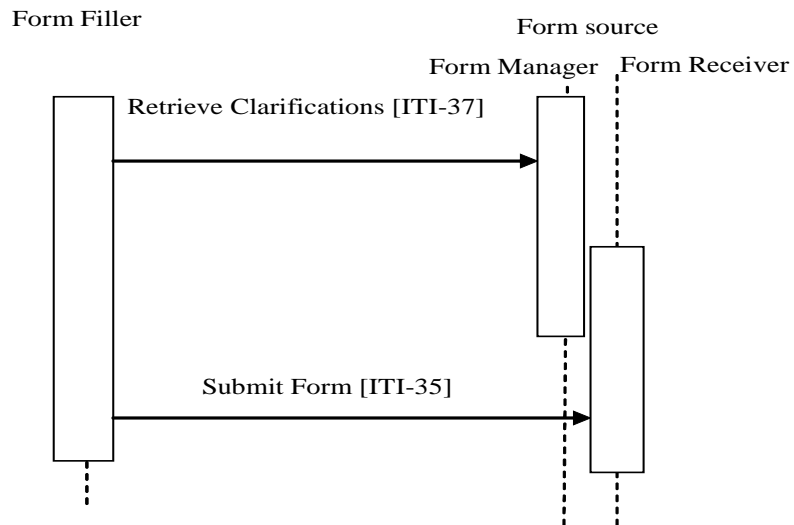 Form Filler
Form source
Form Manager
Form Receiver
Retrieve Clarifications [ITI-37]
Submit Form [ITI-35]